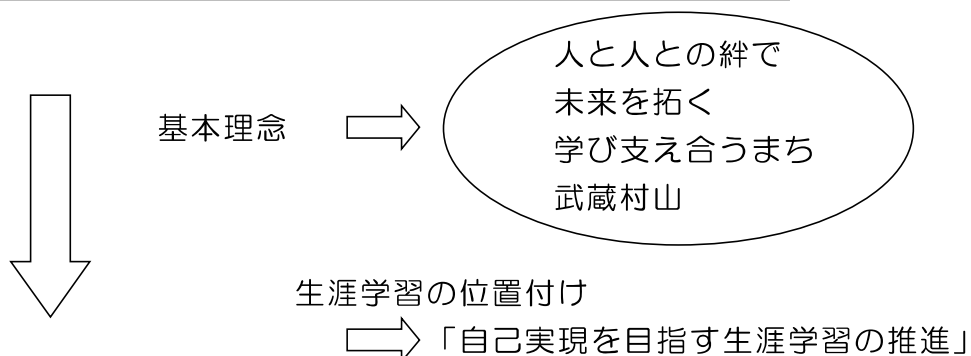 人と人との絆で
未来を拓く
基本理念
学び支え合うまち
武蔵村山
生涯学習の位置付け
「自己実現を目指す生涯学習の推進」